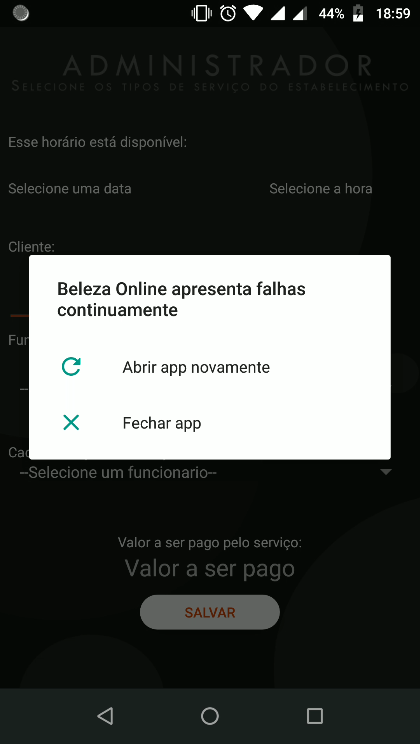 44% 18:59
ADMINISTRADOR
SELECIONE OS TIPOS DE SERVIÇO DO ESTABELECIMENTO
Esse horário está disponível:
Selecione uma data Selecione a hora
Cliente:
Beleza Online apresenta falhas
continuamente
Fun
Abrir app novamente
--
Fechar app
Cad
--Selecione um funcionario--
Valor a ser pago pelo serviço:
Valor a ser pago
SALVAR